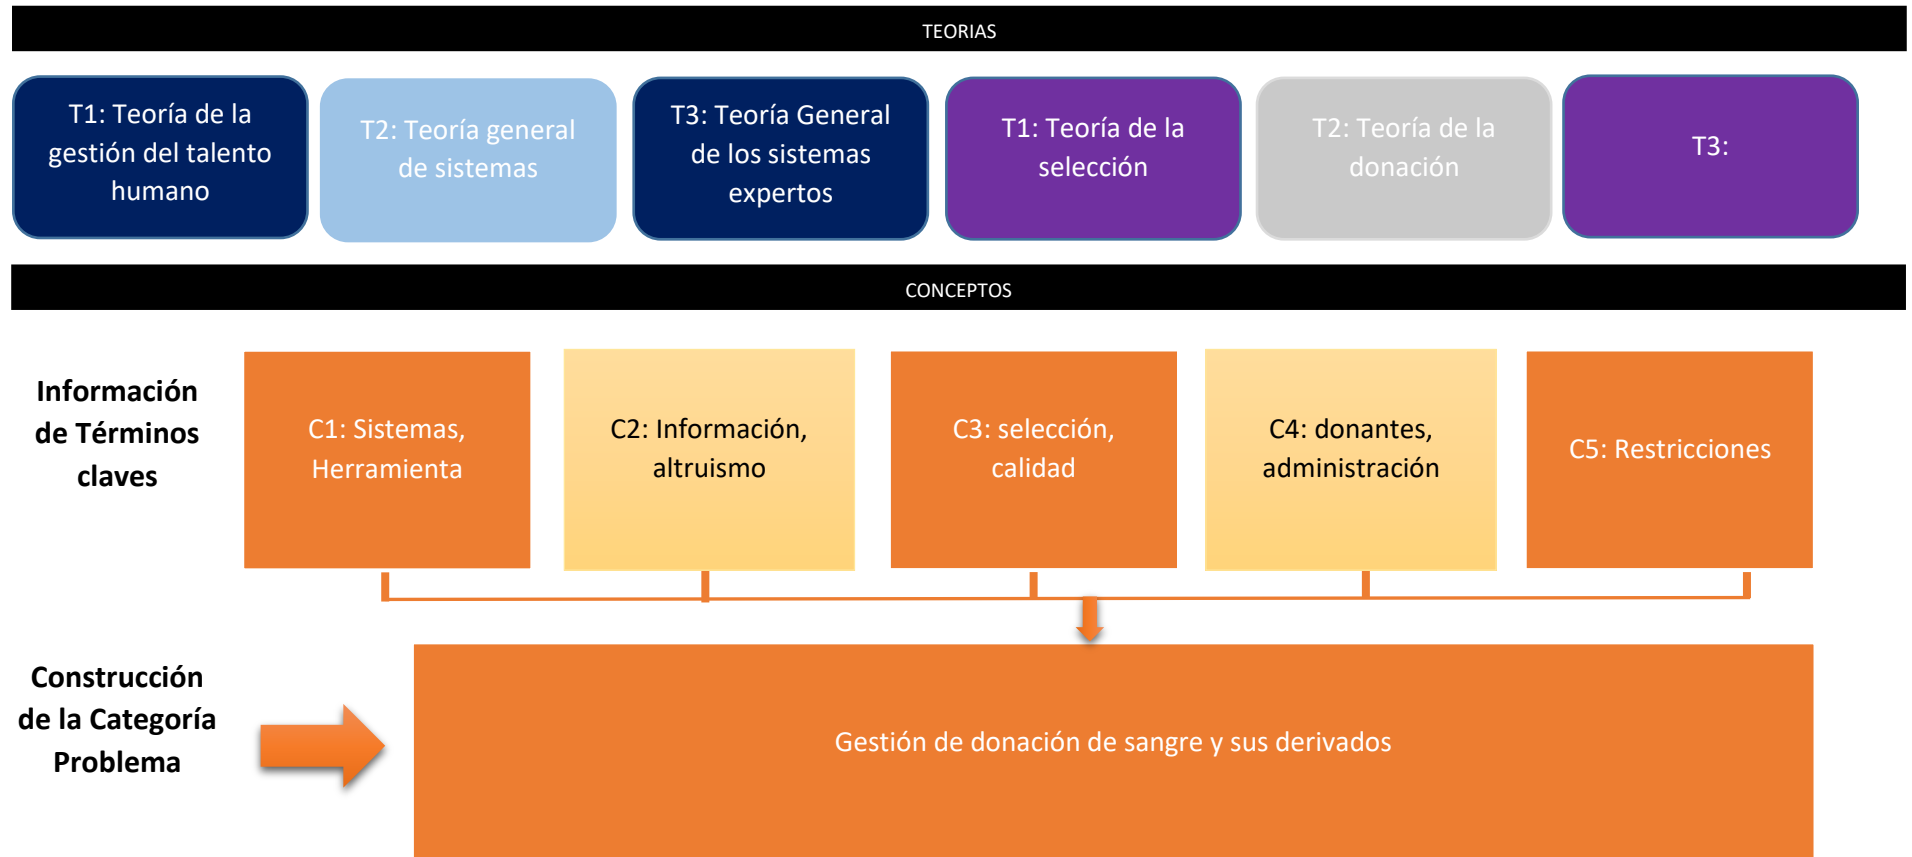 TEORIAS
T1: Teoría de la
gestión del talento
humano
T2: Teoría general
de sistemas
T3: Teoría General
de los sistemas
expertos
T1: Teoría de la
selección
T2: Teoría de la
donación
T3:
CONCEPTOS
Información
de Términos
claves
C1: Sistemas,
Herramienta
C2: Información,
altruismo
C3: selección,
calidad
C4: donantes,
administración
C5: Restricciones
Construcción
de la Categoría
Problema
Gestión de donación de sangre y sus derivados